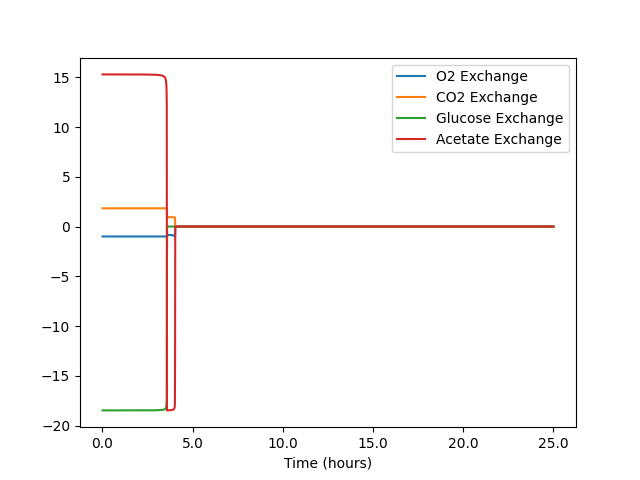 15
10
5
0
−5
−10
−15
−20
0.0 5.0 10.0 15.0 20.0 25.0
Time (hours)
O2 Exchange
CO2 Exchange
Glucose Exchange
Acetate Exchange